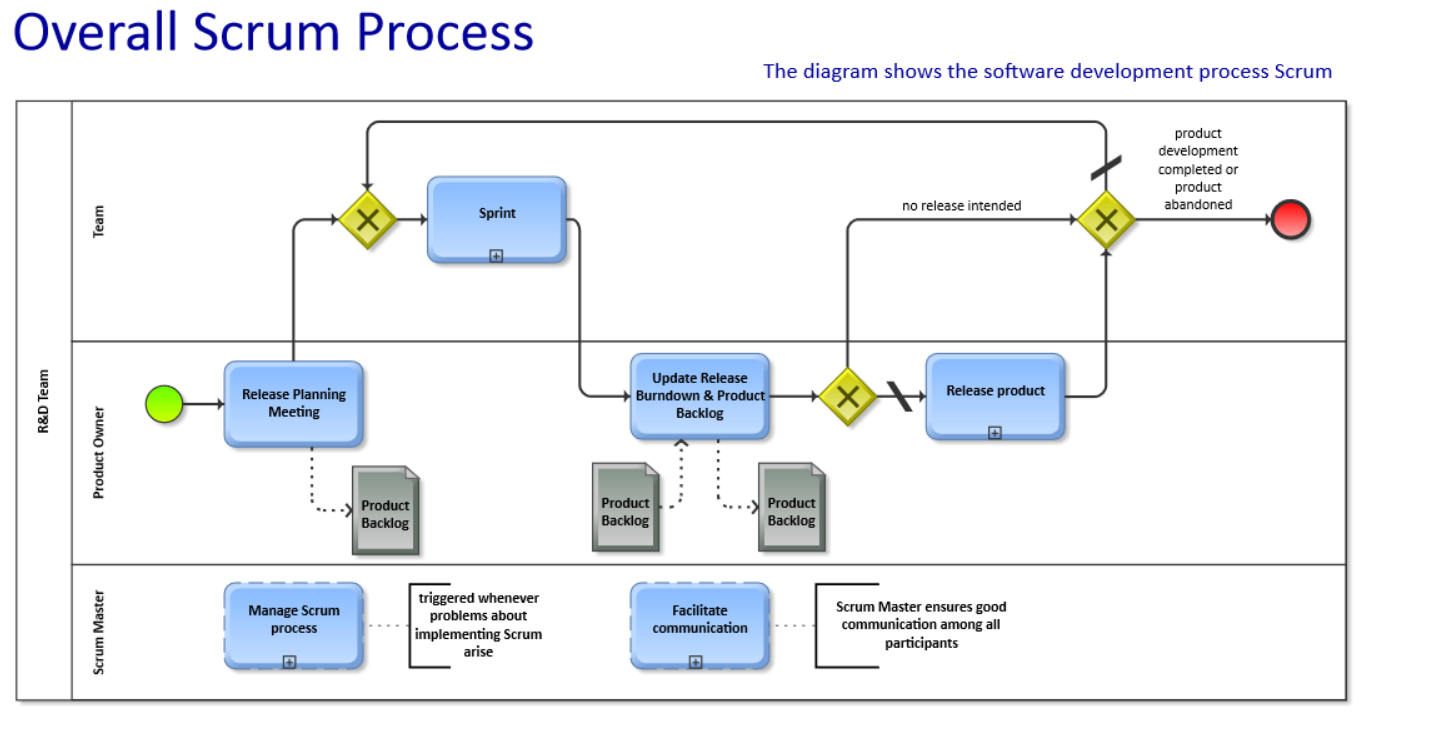 Overall Scrum Process
The diagram shows the software development process Scrum
R&D Team
Team
Sprint
no release intended
product
development
completed or
product
abandoned
Product Owner
Release Planning
Meeting
Product
Backlog
Update Release
Burndown & Product
Backlog
Product
Backlog
Product
Backlog
Release product
Scrum Master
Manage Scrum
process
triggered whenever
problems about
implementing Scrum
arise
Facilitate
communication
Scrum Master ensures good
communication among all
participants